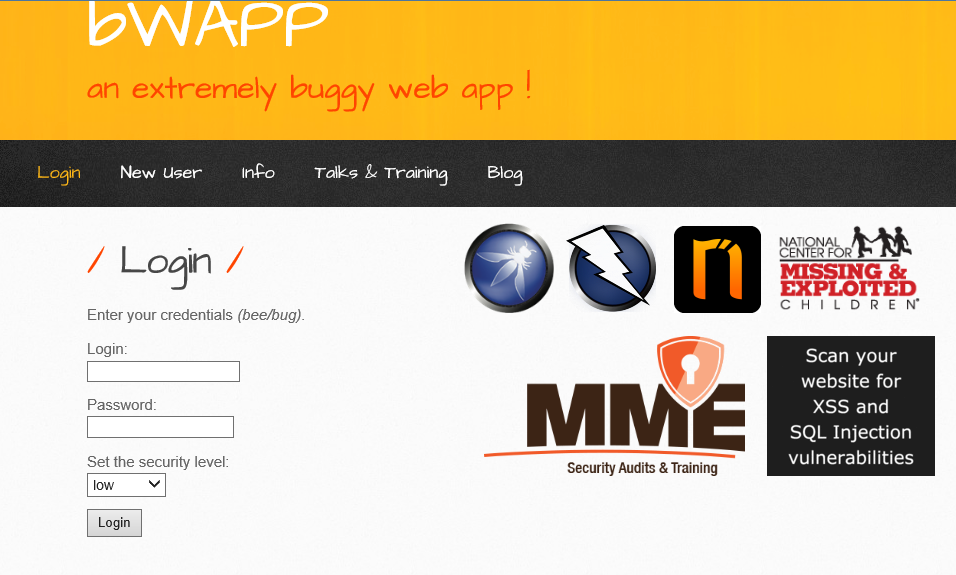 bWAPP
an extremely buggy web app !
Login
New User
Info
Talks & Training
Blog
/ Login /
Enter your credentials (bee/bug).
Login:
Password:
Set the security level:
low
Login
n
NATIONAL
CENTER FOR
MISSING &
EXPLOITED
CHILDREN®
MME
Security Audits & Training
Scan your
website for
XSS and
SQL Injection
vulnerabilities